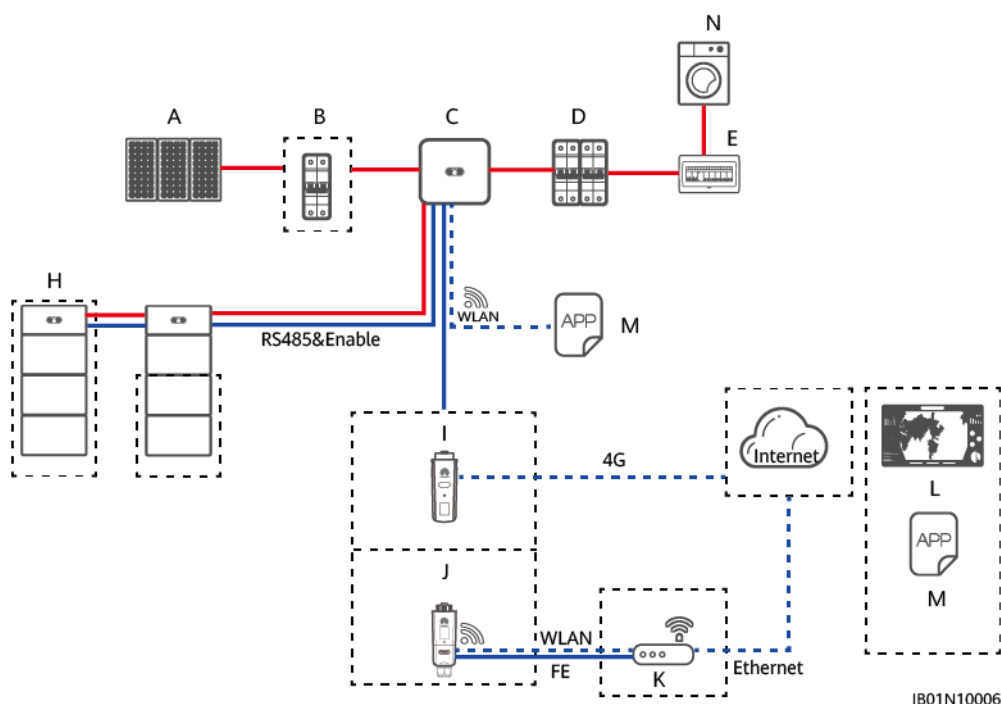 N
A
B
C
D
E
H
WLAN
APP
M
RS485&Enable
I
4G
Internet
L
APP
M
J
WLAN
FE
K
Ethernet
IB01N10006